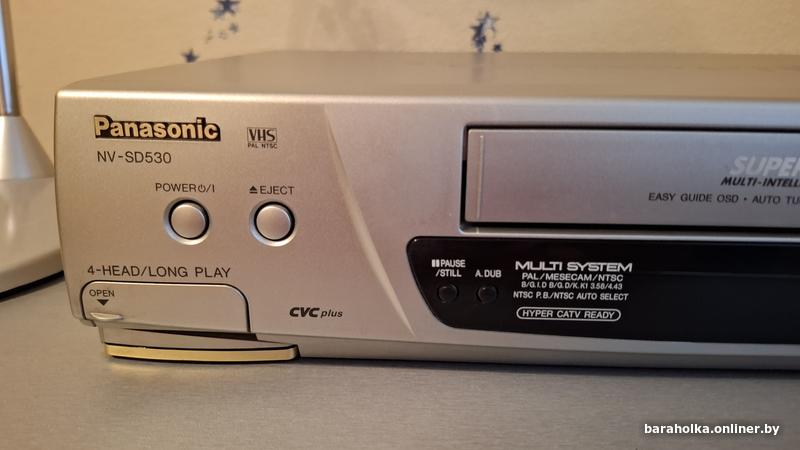 Panasonic
NV-SD530
VHS
PAL NTSC
POWER⏻/I
⏏EJECT
4-HEAD/LONG PLAY
OPEN
CVC plus
SUPER
MULTI-INTELL
EASY GUIDE OSD • AUTO TU
PAUSE
/STILL
A.DUB
MULTI SYSTEM
PAL/MESECAM/NTSC
B/G.I.D B/G.D/K.K1 3.58/4.43
NTSC P.B./NTSC AUTO SELECT
HYPER CATV READY
baraholka.onliner.by